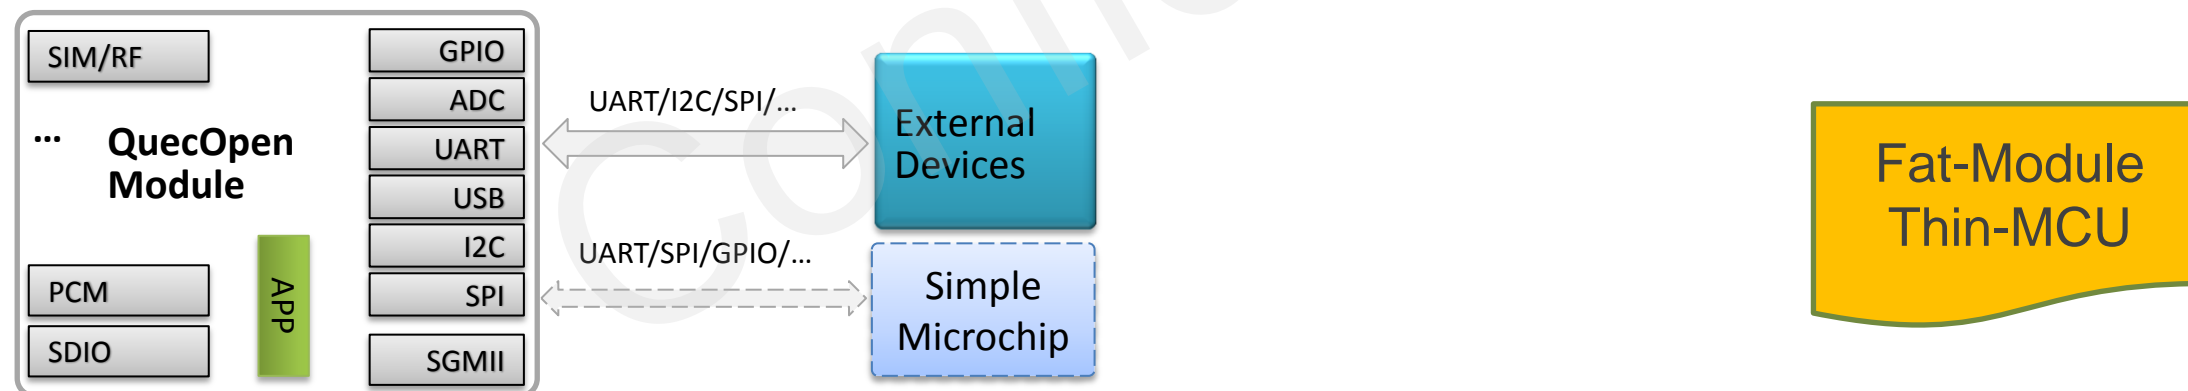 SIM/RF
...
QuecOpen
Module
PCM
SDIO
APP
GPIO
ADC
UART
USB
I2C
SPI
SGMII
UART/I2C/SPI/...
UART/SPI/GPIO/...
External
Devices
Simple
Microchip
Fat-Module
Thin-MCU